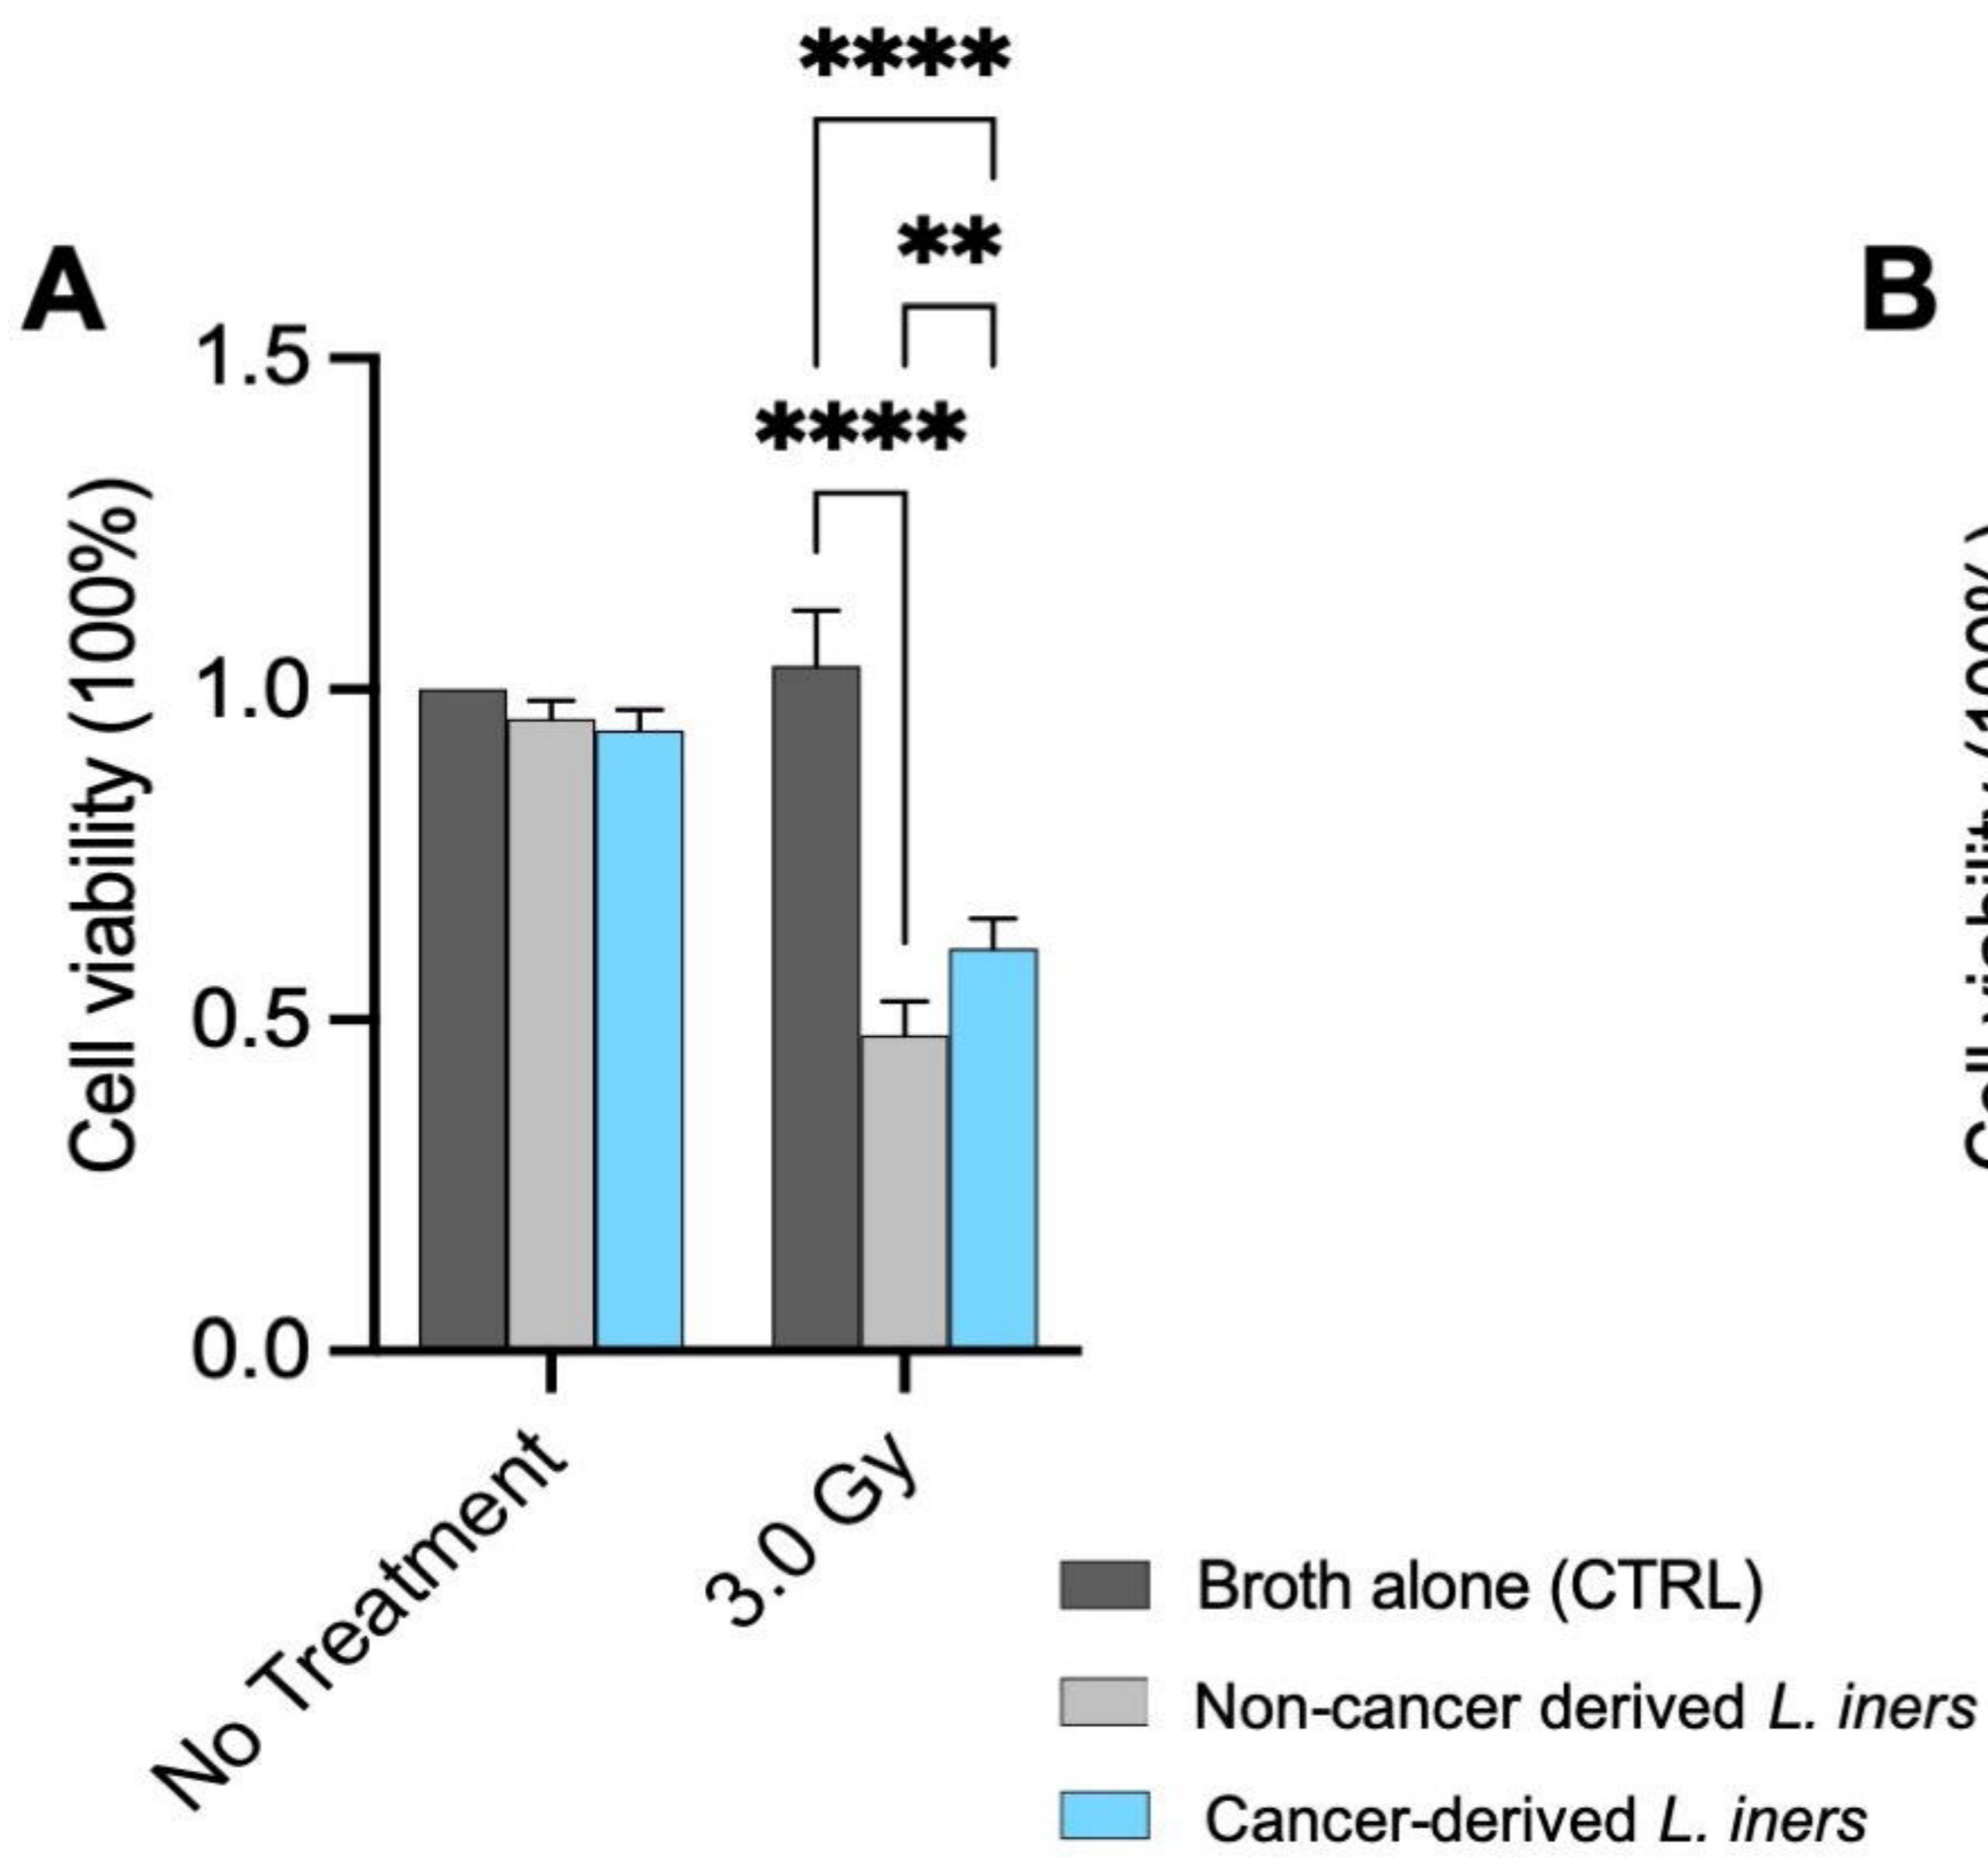 ****
**
A
B
1.5
****
1.0
0.5
0.0
Cell viability (100%)
No Treatment
3.0 Gy
Broth alone (CTRL)
Non-cancer derived L. iners
Cancer-derived L. iners